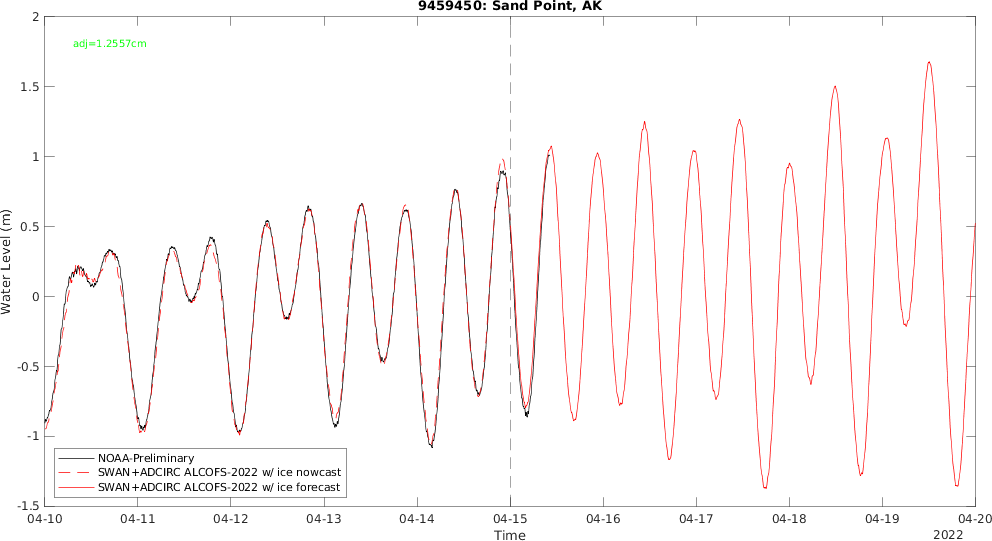 9459450: Sand Point, AK
adj=1.2557cm
Water Level (m)
2
1.5
1
0.5
0
-0.5
-1
-1.5
NOAA-Preliminary
SWAN+ADCIRC ALCOFS-2022 w/ ice nowcast
SWAN+ADCIRC ALCOFS-2022 w/ ice forecast
04-10 04-11 04-12 04-13 04-14 04-15 04-16 04-17 04-18 04-19 04-20
Time
2022